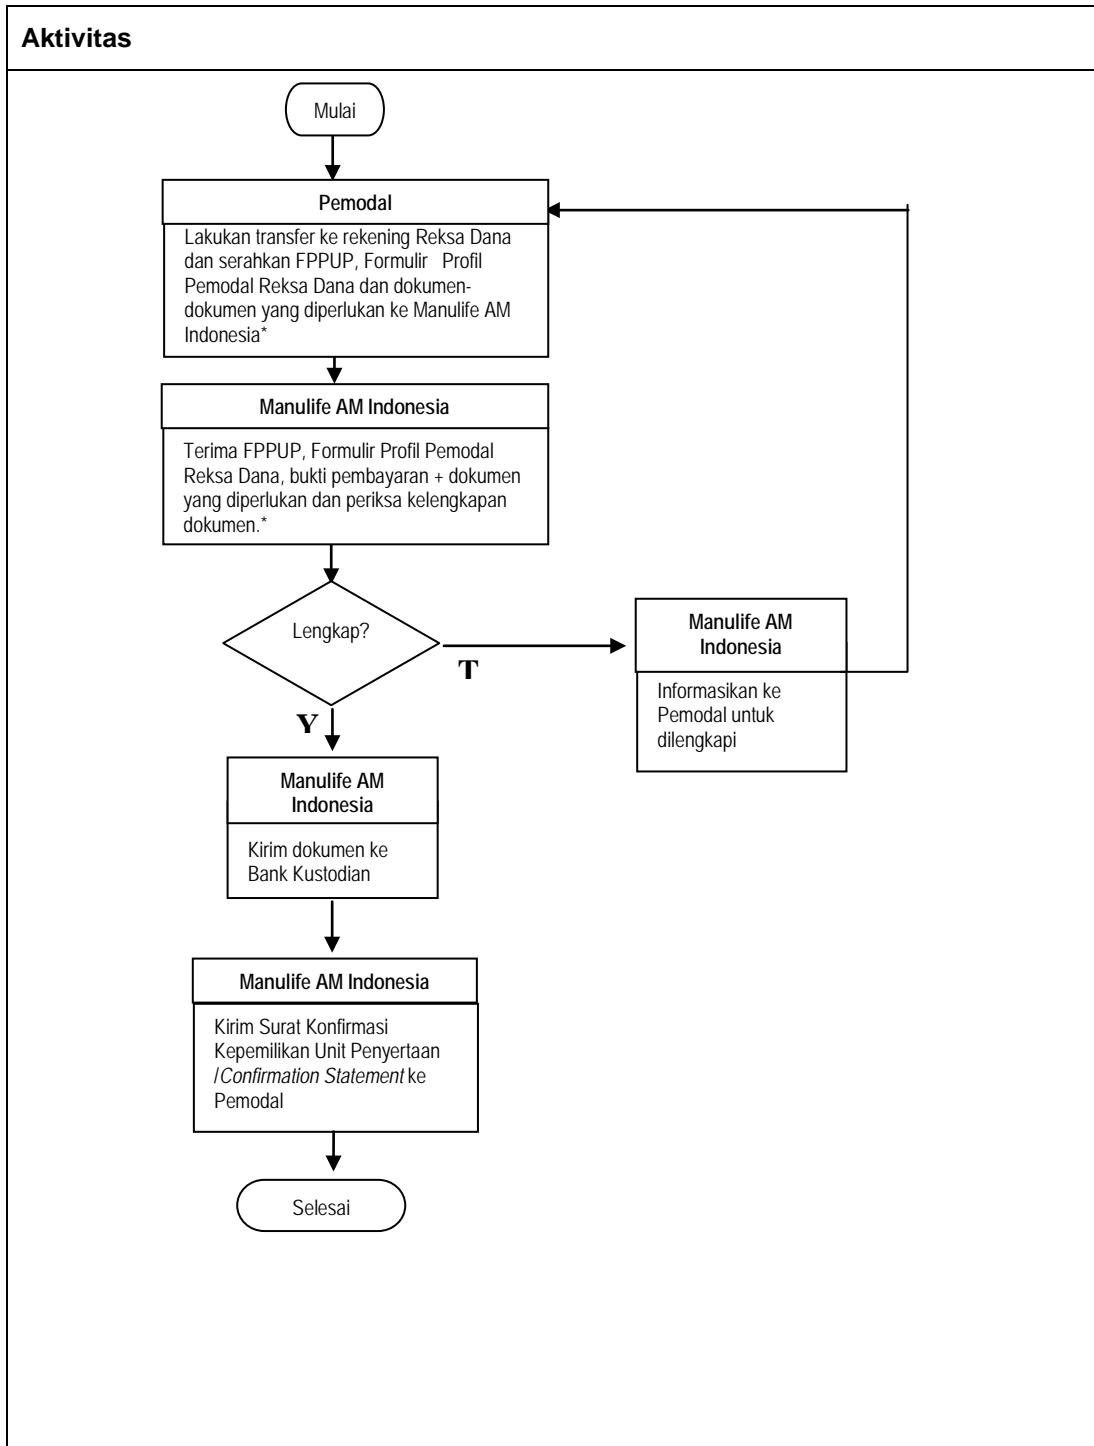 Aktivitas
Mulai
Pemodal
Lakukan transfer ke rekening Reksa Dana
dan serahkan FPPUP, Formulir Profil
Pemodal Reksa Dana dan dokumen-
dokumen yang diperlukan ke Manulife AM
Indonesia*
Manulife AM Indonesia
Terima FPPUP, Formulir Profil Pemodal
Reksa Dana, bukti pembayaran + dokumen
yang diperlukan dan periksa kelengkapan
dokumen.*
Lengkap?
T
Manulife AM
Indonesia
Informasikan ke
Pemodal untuk
dilengkapi
Y
Manulife AM
Indonesia
Kirim dokumen ke
Bank Kustodian
Manulife AM Indonesia
Kirim Surat Konfirmasi
Kepemilikan Unit Penyertaan
/Confirmation Statement ke
Pemodal
Selesai